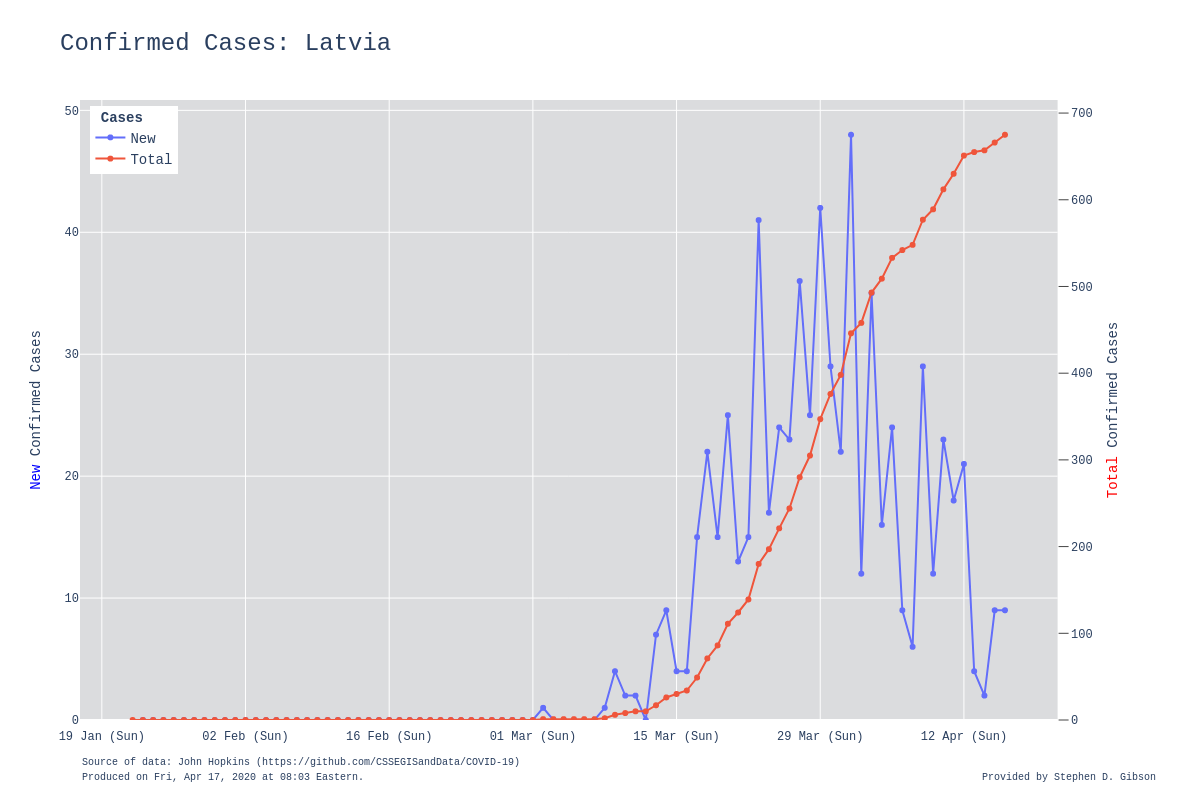 Confirmed Cases: Latvia
Cases
New
Total
50
40
30
20
10
0
New Confirmed Cases
700
600
500
400
300
200
100
0
Total Confirmed Cases
19 Jan (Sun) 02 Feb (Sun) 16 Feb (Sun) 01 Mar (Sun) 15 Mar (Sun) 29 Mar (Sun) 12 Apr (Sun)
Source of data: John Hopkins (https://github.com/CSSEGISandData/COVID-19)
Produced on Fri, Apr 17, 2020 at 08:03 Eastern.
Provided by Stephen D. Gibson